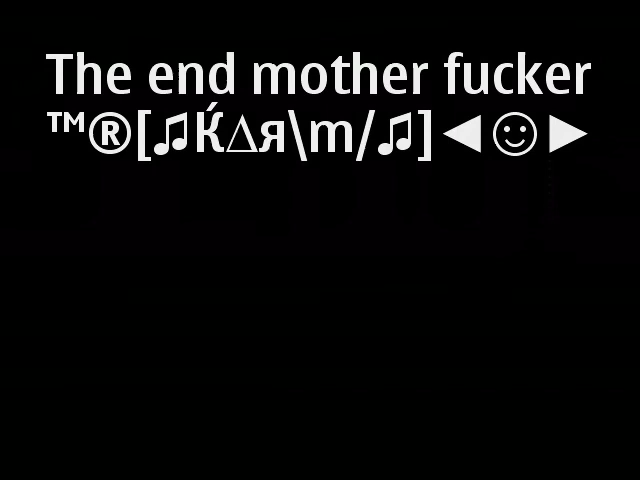 The end mother fucker
™®[♫Ḱ∆я\m/♫]◄☺►